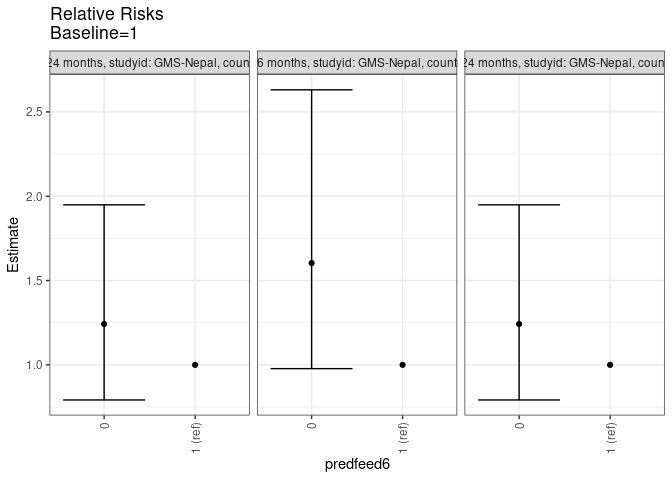 Relative Risks
Baseline=1
24 months, studyid: GMS-Nepal, coun
6 months, studyid: GMS-Nepal, count
24 months, studyid: GMS-Nepal, coun
Estimate
2.5
2.0
1.5
1.0
0
1 (ref)
0
1 (ref)
0
1 (ref)
predfeed6